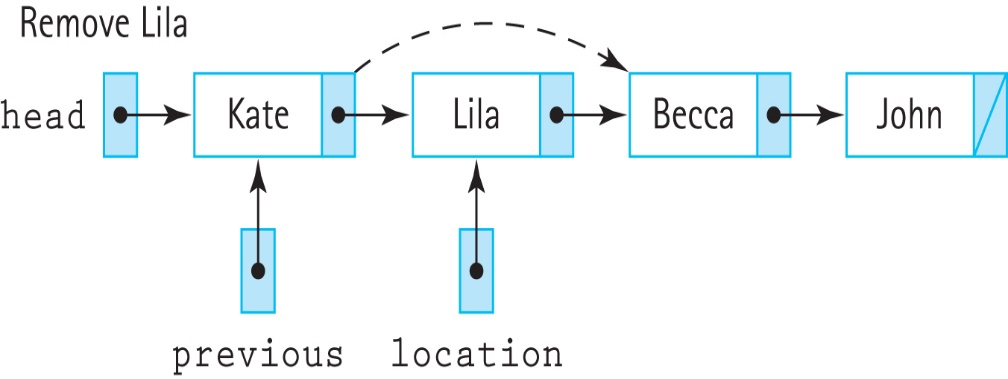 Remove Lila
head Kate Lila Becca John
previous location